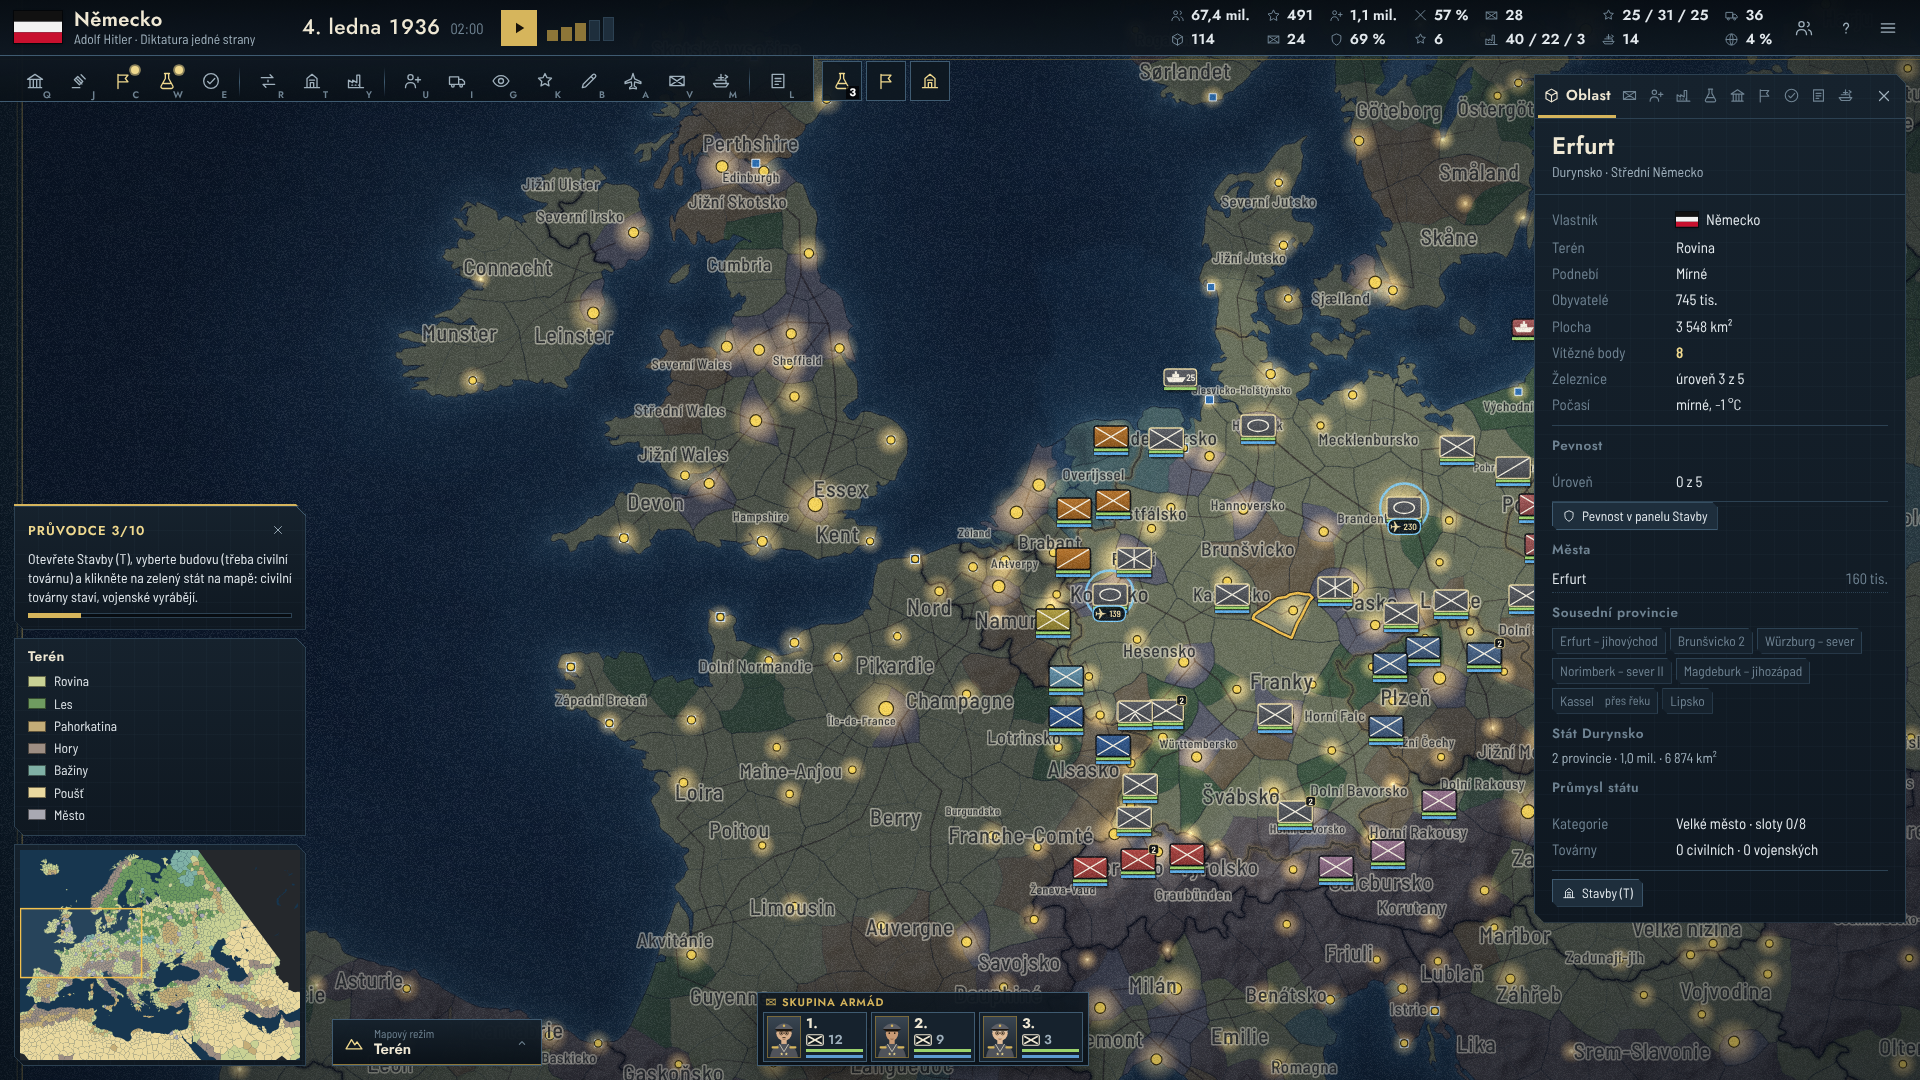 Německo
Adolf Hitler · Diktatura jedné strany
4. ledna 1936 02:00
67,4 mil. 491 1,1 mil. 57 % 28 25 / 31 / 25 36
114 24 69 % 6 40 / 22 / 3 14 4 %
Q J C W E R T Y U I G K B A V M L
3
Oblast
Erfurt
Durynsko · Střední Německo
Vlastník Německo
Terén Rovina
Podnebí Mírné
Obyvatelé 745 tis.
Plocha 3 548 km²
Vítězné body 8
Železnice úroveň 3 z 5
Počasí mírné, -1 °C
Pevnost
Úroveň 0 z 5
Pevnost v panelu Stavby
Města
Erfurt 160 tis.
Sousední provincie
Erfurt – jihovýchod Brunšvicko 2 Würzburg – sever
Norimberk – sever II Magdeburk – jihozápad
Kassel přes řeku Lipsko
Stát Durynsko
2 provincie · 1,0 mil. · 6 874 km²
Průmysl státu
Kategorie Velké město · sloty 0/8
Továrny 0 civilních · 0 vojenských
Stavby (T)
PRŮVODCE 3/10
Otevřete Stavby (T), vyberte budovu (třeba civilní
továrnu) a klikněte na zelený stát na mapě: civilní
továrny staví, vojenské vyrábějí.
Terén
Rovina
Les
Pahorkatina
Hory
Bažiny
Poušť
Město
Mapový režim
Terén
SKUPINA ARMÁD
1. 12
2. 9
3. 3
Sørlandet
Göteborg
Perthshire
Edinburgh
Jižní Ulster
Jižní Skotsko
Severní Irsko
Småland
Severní Jutsko
Skåne
Connacht
Cumbria
Jižní Jutsko
Sjælland
Munster
Leinster
Severní Wales
Sheffield
25
Střední Wales
Mecklenbursko
Jižní Wales
Overijssel
Essex
Devon
Hampshire
Kent
Hannoversko
230
Zéland
Brabant
Antverpy
Brunšvicko
139
Nord
Namur
Hesensko
Dolní Normandie
Pikardie
Franky
Plzeň
Západní Bretaň
Champagne
Île-de-France
Horní Falc
2
Lotrinsko
Württembersko
Maine-Anjou
Alsasko
Loira
Švábsko
Dolní Bavorsko
Dolní Rakousy
Burgundsko
Poitou
Berry
Franche-Comté
Horní Rakousy
2
Ženeva-Vaud
Graubünden
Limousin
Korutany
Auvergne
Akvitánie
Savojsko
Friuli
Maribor
Velká nížina
Zadunají-jih
Asturie
Milán
Benátsko
Lublaň
Záhřeb
Vojvodina
Istrie
Emilie
Lika
Srem-Slavonie
Romagna
Gaskoňsko